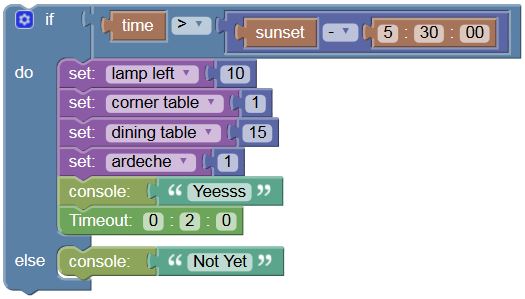 if time > sunset - 5 : 30 : 00
do set: lamp left 10
set: corner table 1
set: dining table 15
set: ardeche 1
console: “ Yeesss ”
Timeout: 0 : 2 : 0
else console: “ Not Yet ”